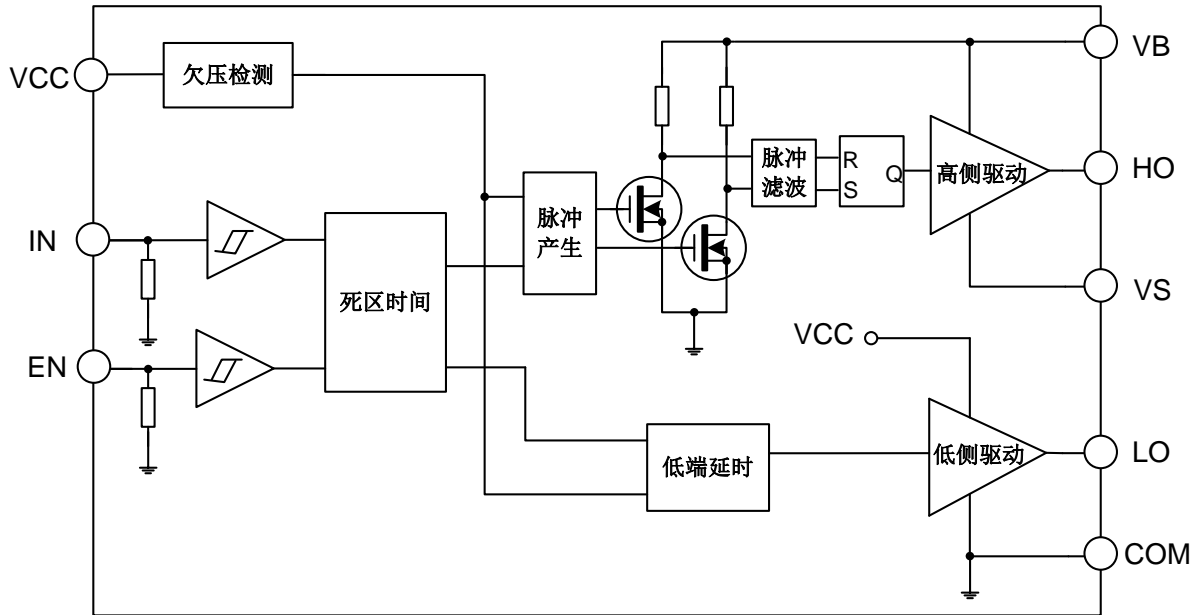 VCC
欠压检测
VB
脉冲
滤波
R
S
Q
高侧驱动
HO
IN
脉冲
产生
死区时间
VS
EN
VCC
低端延时
低侧驱动
LO
COM